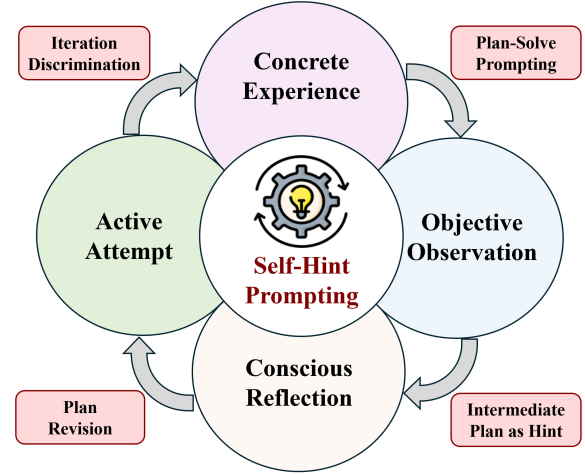 Iteration
Discrimination
Concrete
Experience
Plan-Solve
Prompting
Active
Attempt
Self-Hint
Prompting
Objective
Observation
Conscious
Reflection
Plan
Revision
Intermediate
Plan as Hint